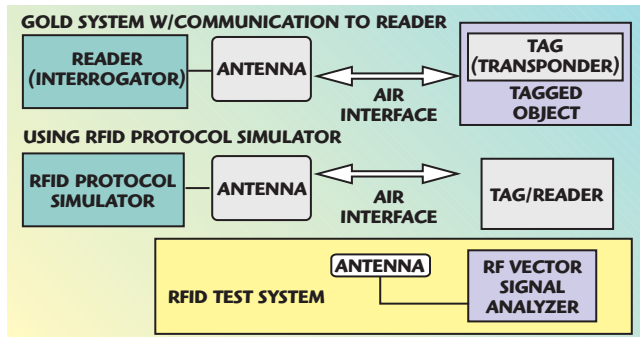 GOLD SYSTEM W/COMMUNICATION TO READER
READER
(INTERROGATOR)
ANTENNA
AIR
INTERFACE
TAG
(TRANSPONDER)
TAGGED
OBJECT
USING RFID PROTOCOL SIMULATOR
RFID PROTOCOL
SIMULATOR
ANTENNA
AIR
INTERFACE
TAG/READER
RFID TEST SYSTEM
ANTENNA
RF VECTOR
SIGNAL
ANALYZER